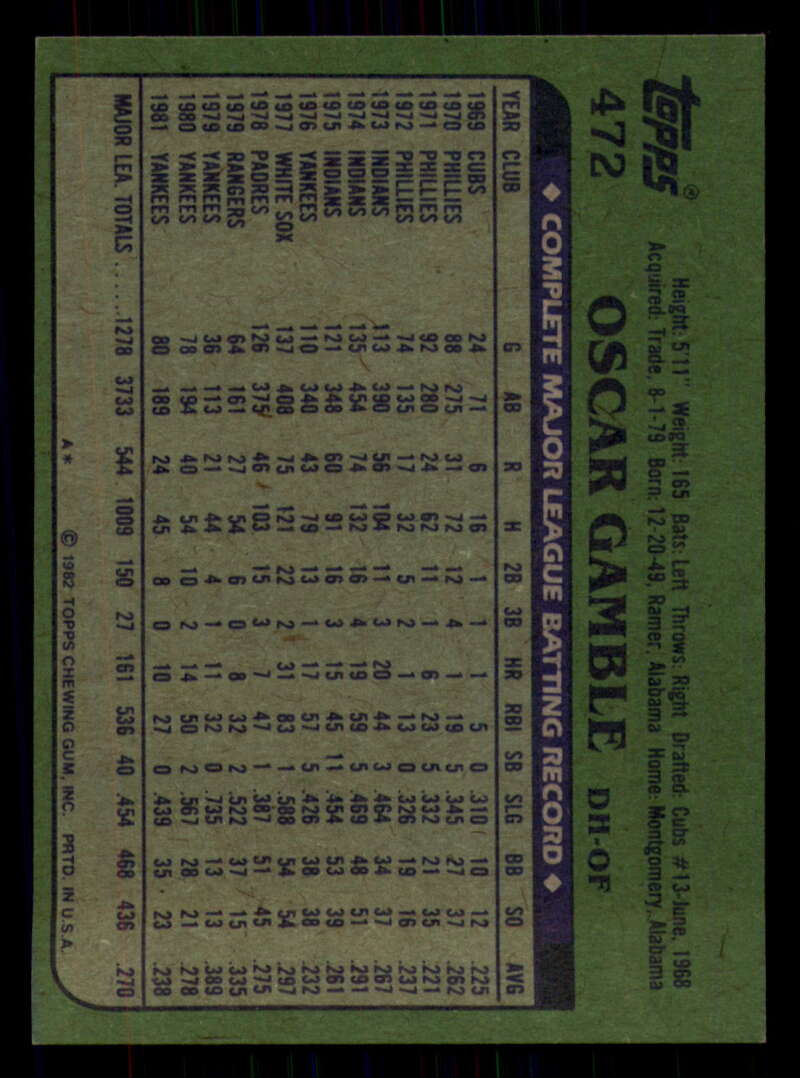 TOPPS®
472
Height: 5'11" Weight: 165 Bats: Left Throws: Right Drafted: Cubs #13-June, 1968
Acquired: Trade, 8-1-79 Born: 12-20-49, Ramer, Alabama Home: Montgomery, Alabama
OSCAR GAMBLE DH-OF
◆ COMPLETE MAJOR LEAGUE BATTING RECORD ◆
YEAR CLUB G AB R H 2B 3B HR RBI SB SLG BB SO AVG
1969 CUBS 24 71 6 16 1 1 1 5 0 .310 10 12 .225
1970 PHILLIES 88 275 31 72 12 4 1 19 5 .345 27 37 .262
1971 PHILLIES 92 280 24 62 11 1 6 23 5 .332 21 35 .221
1972 PHILLIES 74 135 17 32 5 2 1 13 0 .326 19 16 .237
1973 INDIANS 113 390 56 104 11 3 20 44 3 .464 34 37 .267
1974 INDIANS 135 454 74 132 16 4 19 59 5 .469 48 51 .291
1975 INDIANS 121 348 60 91 16 3 15 45 11 .454 53 39 .261
1976 YANKEES 110 340 43 79 13 1 17 57 5 .426 38 38 .232
1977 WHITE SOX 137 408 75 121 22 2 31 83 1 .588 54 54 .297
1978 PADRES 126 375 46 103 15 3 7 47 1 .387 51 45 .275
1979 RANGERS 64 161 27 54 6 0 8 32 2 .522 37 15 .335
1979 YANKEES 36 113 21 44 4 1 11 32 0 .735 13 13 .389
1980 YANKEES 78 194 40 54 10 2 14 50 2 .567 28 21 .278
1981 YANKEES 80 189 24 45 8 0 10 27 0 .439 35 23 .238
MAJOR LEA. TOTALS ...... 1278 3733 544 1009 150 27 161 536 40 .454 468 436 .270
A* © 1982 TOPPS CHEWING GUM, INC. PRTD. IN U.S.A.